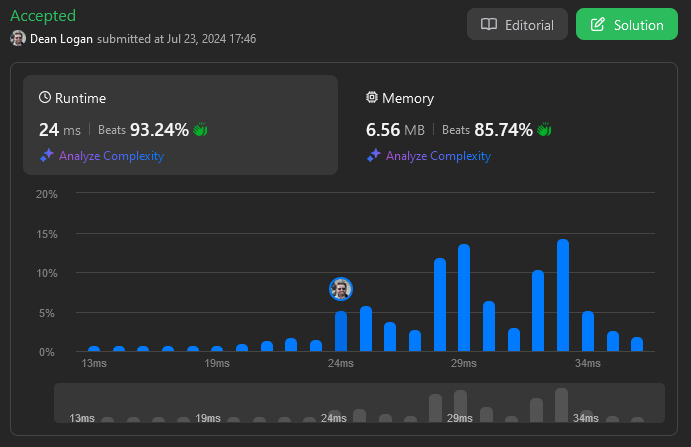 Accepted
Dean Logan submitted at Jul 23, 2024 17:46
Editorial
Solution
Runtime
24 ms | Beats 93.24%
Analyze Complexity
Memory
6.56 MB | Beats 85.74%
Analyze Complexity
20%
15%
10%
5%
0%
13ms 19ms 24ms 29ms 34ms
13ms 19ms 24ms 29ms 34ms